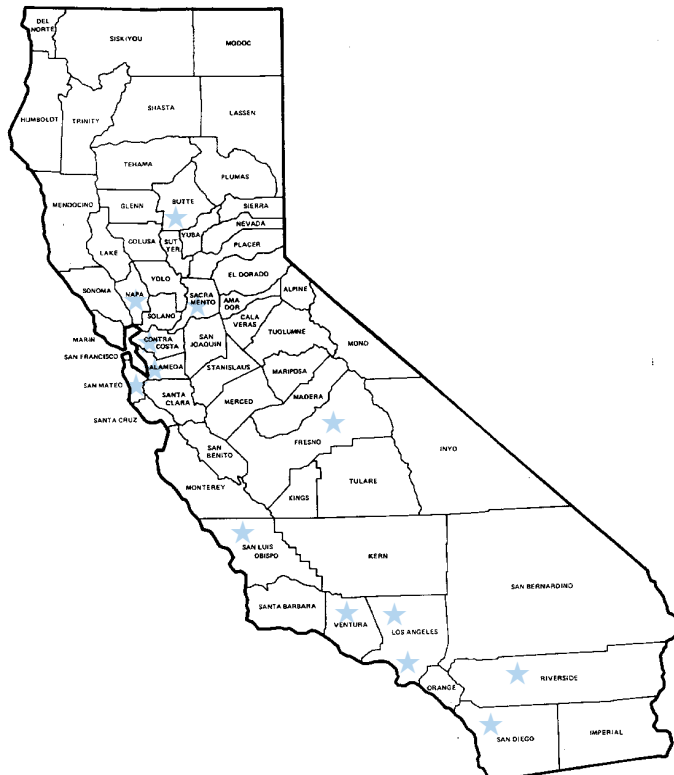 DEL
NORTE
SISKIYOU
MODOC
HUMBOLDT
TRINITY
SHASTA
LASSEN
TEHAMA
PLUMAS
MENDOCINO
GLENN
BUTTE
SIERRA
NEVADA
YUBA
PLACER
COLUSA
SUT
TER
LAKE
EL DORADO
SONOMA
NAPA
YOLO
SACRA
MENTO
AMA
DOR
ALPINE
SOLANO
CALA
VERAS
TUOLUMNE
MONO
MARIN
CONTRA
COSTA
SAN
JOAQUIN
SAN FRANCISCO
ALAMEDA
STANISLAUS
MARIPOSA
SAN MATEO
SANTA
CLARA
MERCED
MADERA
SANTA CRUZ
FRESNO
INYO
SAN
BENITO
MONTEREY
KINGS
TULARE
SAN LUIS
OBISPO
KERN
SAN BERNARDINO
SANTA BARBARA
VENTURA
LOS ANGELES
ORANGE
RIVERSIDE
SAN DIEGO
IMPERIAL